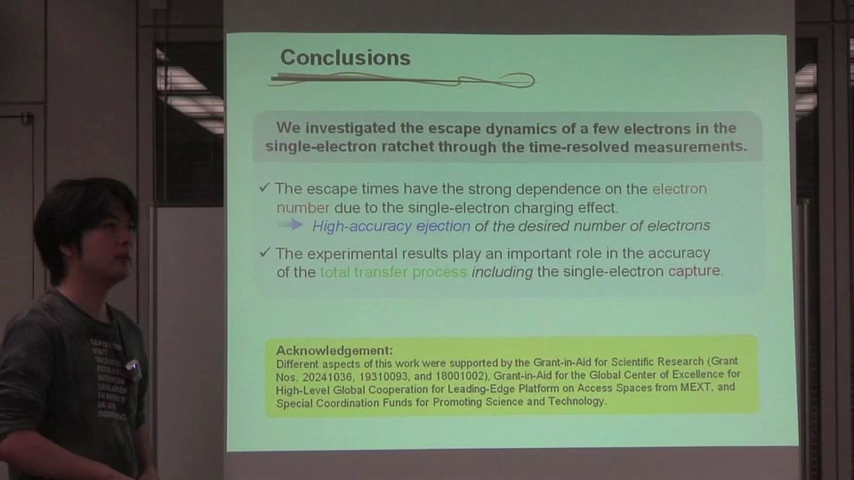 Conclusions
We investigated the escape dynamics of a few electrons in the
single-electron ratchet through the time-resolved measurements.
✓ The escape times have the strong dependence on the electron
number due to the single-electron charging effect.
High-accuracy ejection of the desired number of electrons
✓ The experimental results play an important role in the accuracy
of the total transfer process including the single-electron capture.
Acknowledgement:
Different aspects of this work were supported by the Grant-in-Aid for Scientific Research (Grant
Nos. 20241036, 19310093, and 18001002), Grant-in-Aid for the Global Center of Excellence for
High-Level Global Cooperation for Leading-Edge Platform on Access Spaces from MEXT, and
Special Coordination Funds for Promoting Science and Technology.